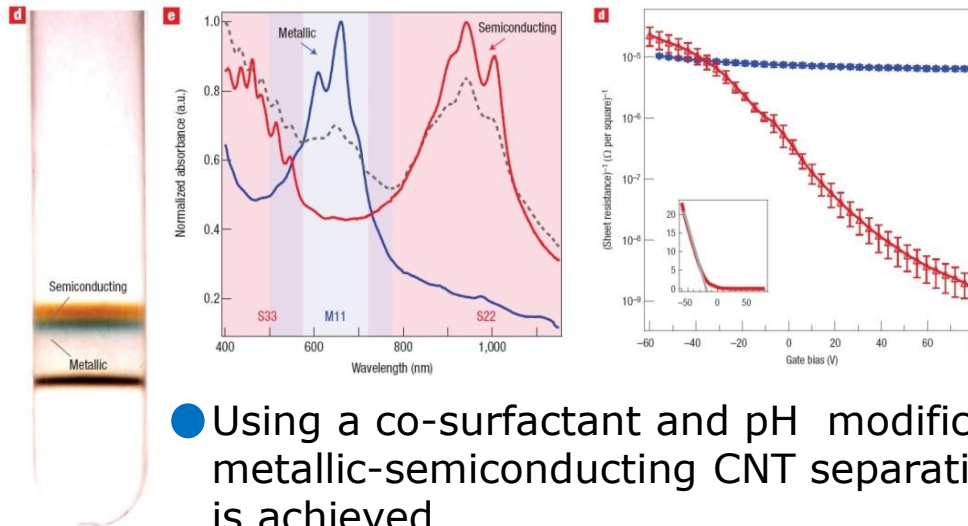 d
Semiconducting
Metallic
e
Normalized absorbance (a.u.)
1.0
0.8
0.6
0.4
0.2
Metallic
Semiconducting
S33
M11
S22
400
600
800
1,000
Wavelength (nm)
d
(Sheet resistance)⁻¹ (Ω per square)⁻¹
10⁻⁵
10⁻⁶
10⁻⁷
10⁻⁸
10⁻⁹
20
15
10
5
0
−50
0
50
−60
−40
−20
0
20
40
60
80
Gate bias (V)
Using a co-surfactant and pH modific
metallic-semiconducting CNT separati
is achieved